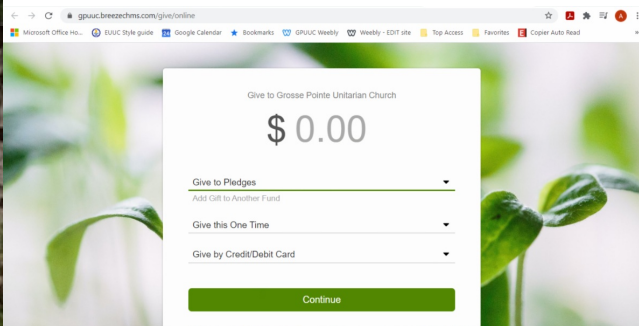 gpuuc.breezechms.com/give/online
A
Microsoft Office Ho... EUUC Style guide 24 Google Calendar Bookmarks GPUUC Weebly Weebly - EDIT site Top Access Favorites E Copier Auto Read »
Give to Grosse Pointe Unitarian Church
$ 0.00
Give to Pledges
Add Gift to Another Fund
Give this One Time
Give by Credit/Debit Card
Continue